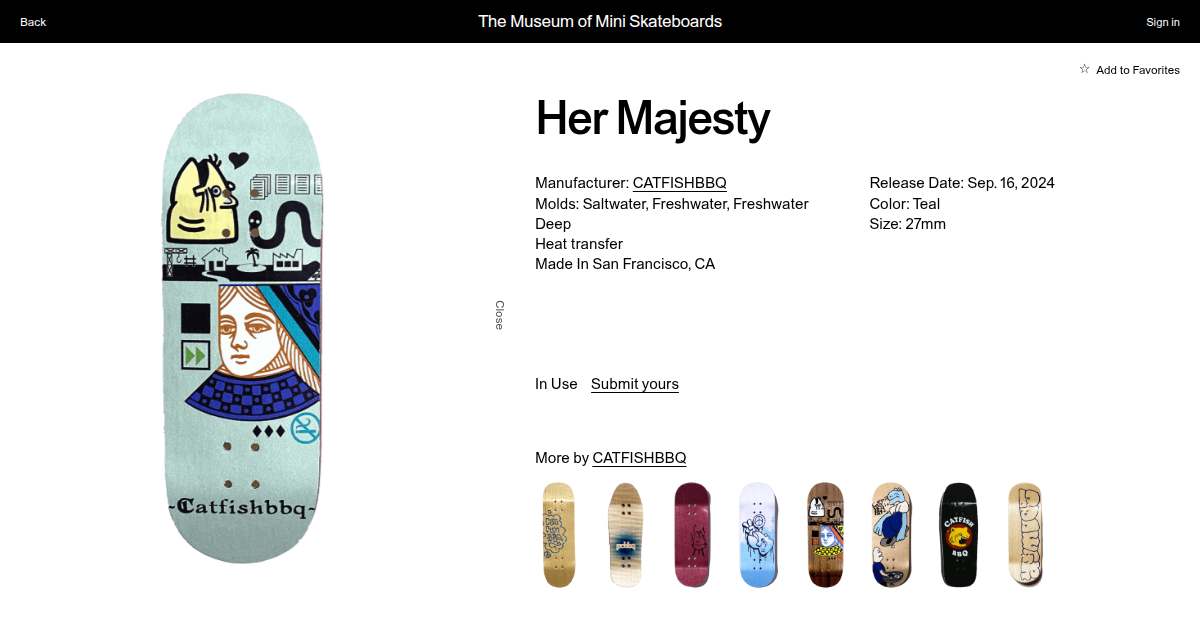 Back
The Museum of Mini Skateboards
Sign in
☆ Add to Favorites
Her Majesty
Manufacturer: CATFISHBBQ
Molds: Saltwater, Freshwater, Freshwater
Deep
Heat transfer
Made In San Francisco, CA
Release Date: Sep. 16, 2024
Color: Teal
Size: 27mm
Close
~Catfishbbq~
In Use
Submit yours
More by CATFISHBBQ
CATFISH
BBQ